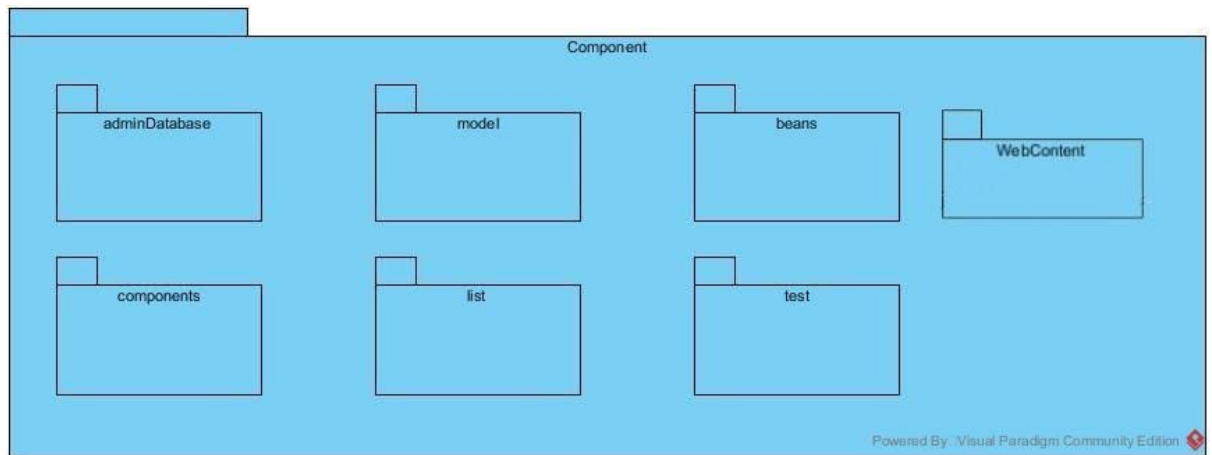 Component
adminDatabase
model
beans
WebContent
components
list
test
Powered By Visual Paradigm Community Edition